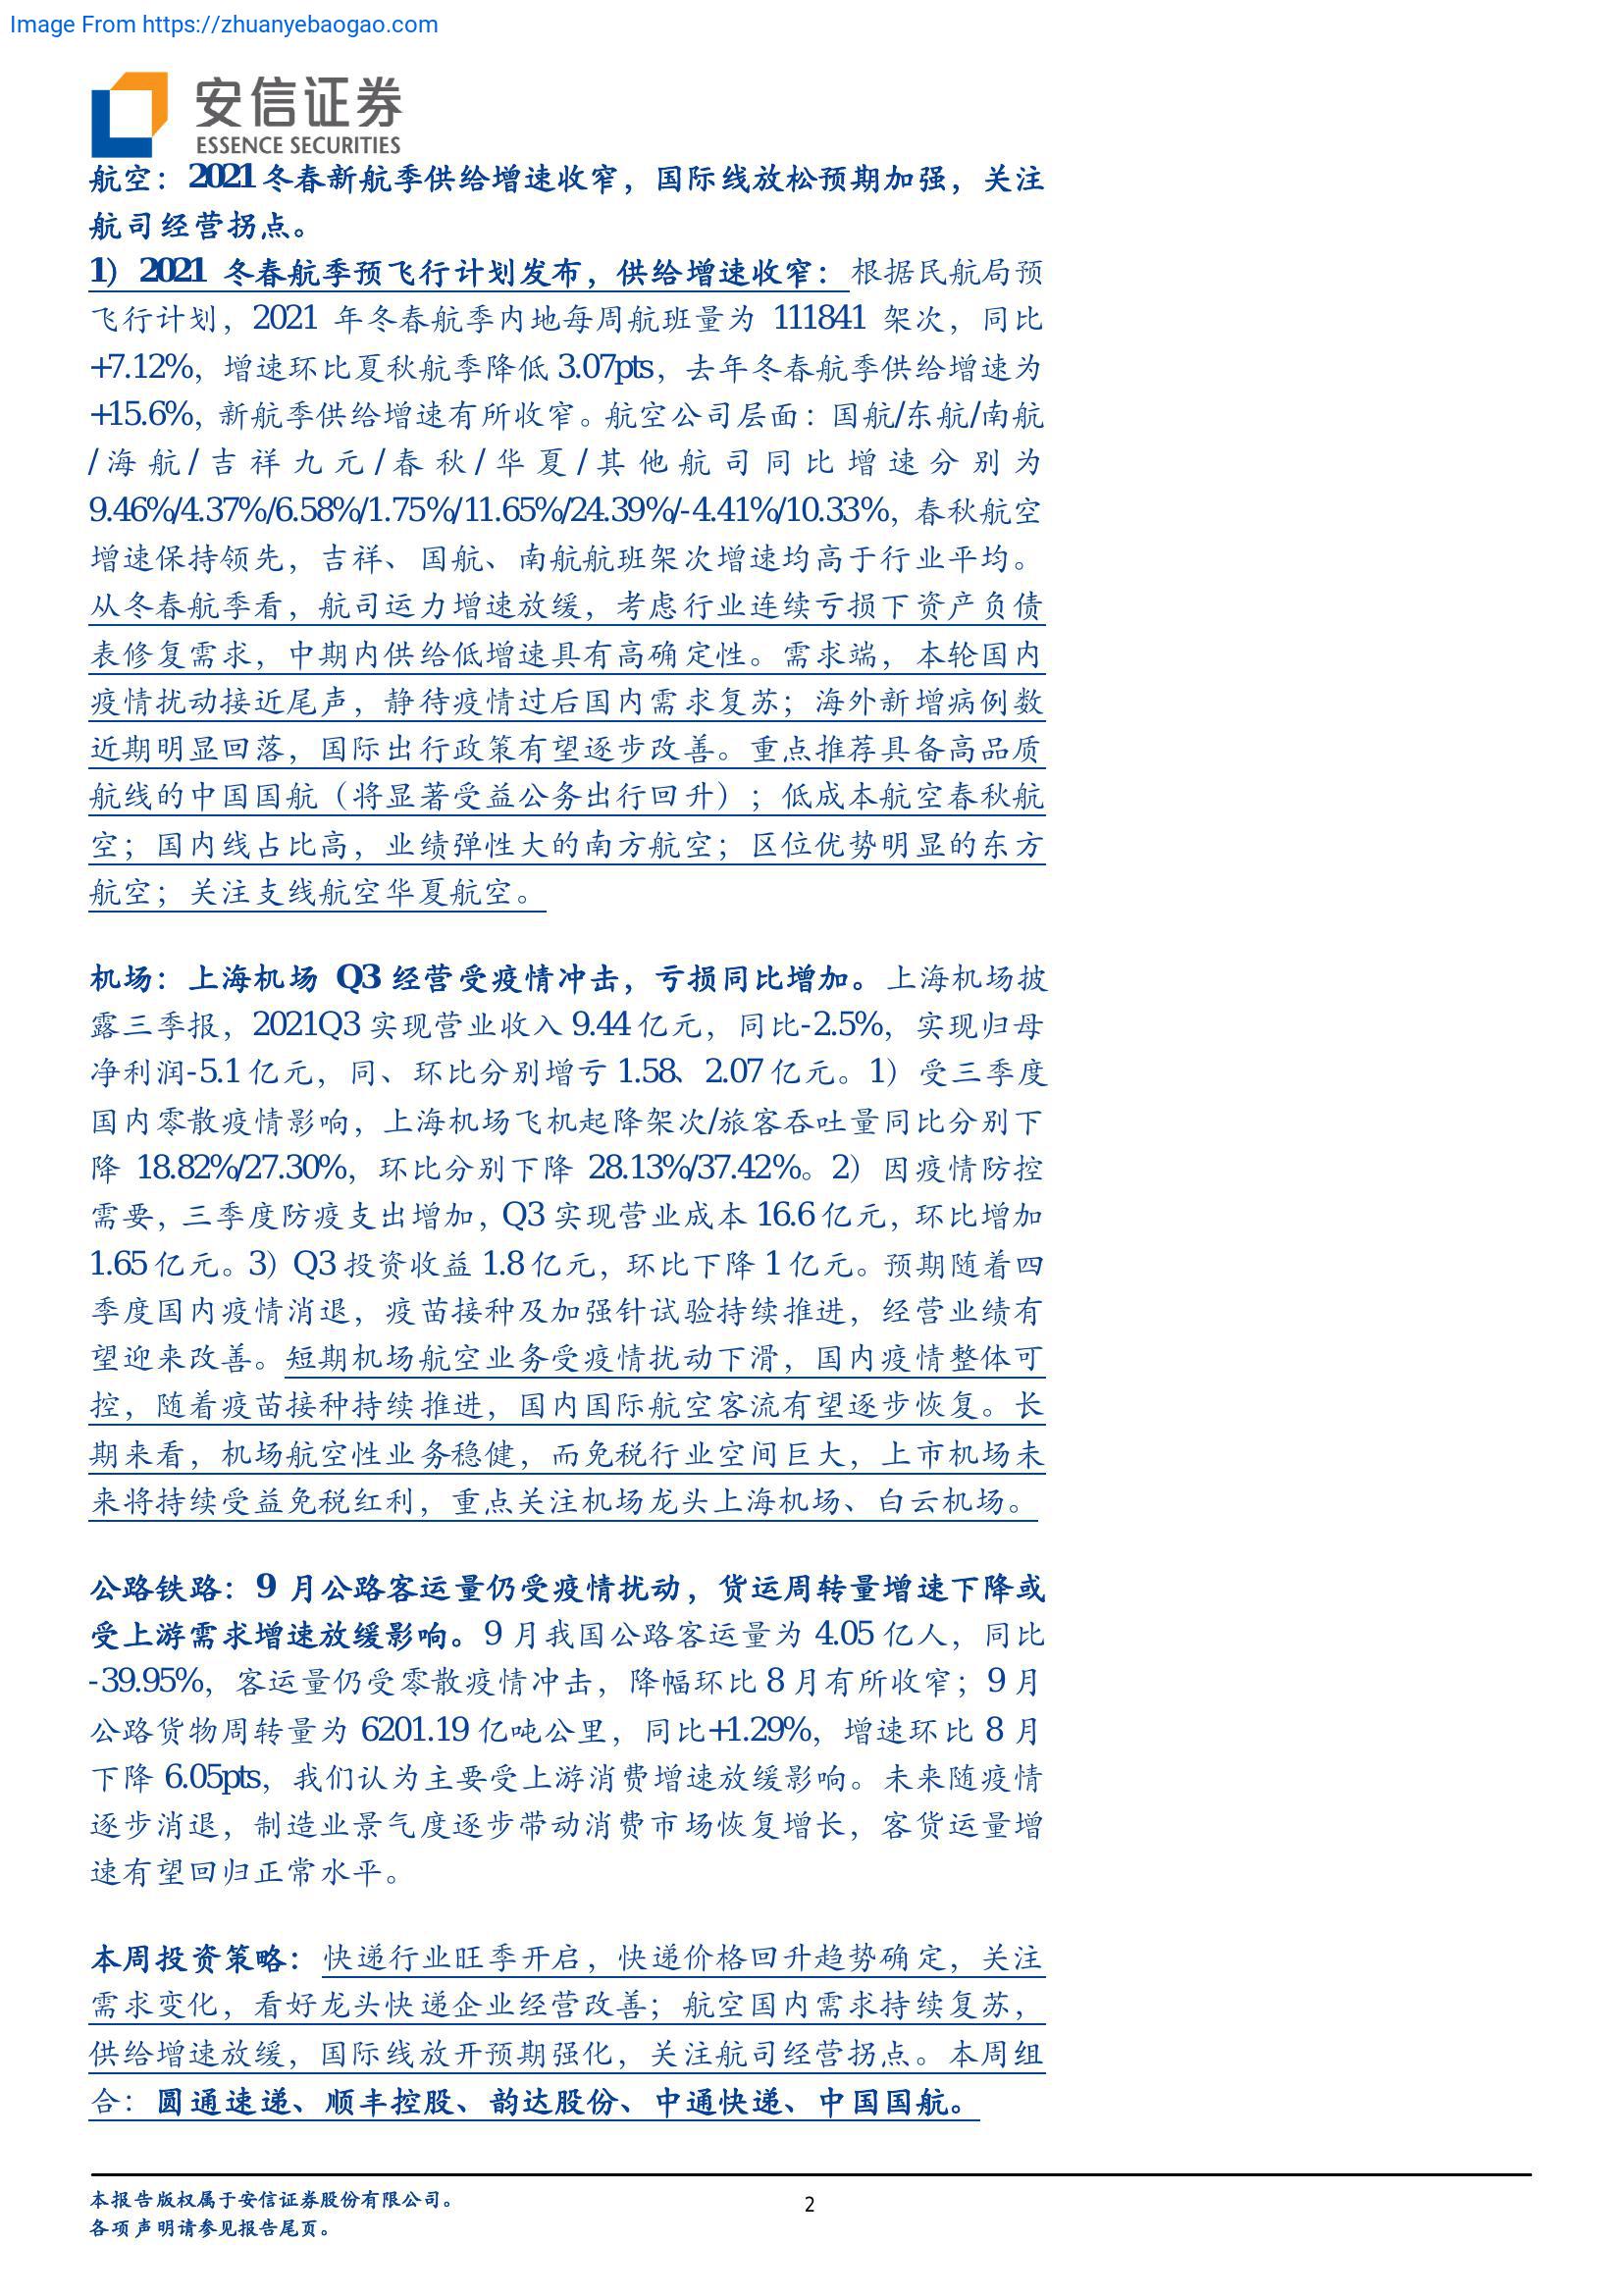 Image From https://zhuanyebaogao.com
安信证券
ESSENCE SECURITIES
航空：2021冬春新航季供给增速收窄，国际线放松预期加强，关注
航司经营拐点。
1）2021 冬春航季预飞行计划发布，供给增速收窄：根据民航局预
飞行计划，2021 年冬春航季内地每周航班量为 111841 架次，同比
+7.12%，增速环比夏秋航季降低 3.07pts，去年冬春航季供给增速为
+15.6%，新航季供给增速有所收窄。航空公司层面：国航/东航/南航
/海航/吉祥九元/春秋/华夏/其他航司同比增速分别为
9.46%/4.37%/6.58%/1.75%/11.65%/24.39%/-4.41%/10.33%，春秋航空
增速保持领先，吉祥、国航、南航航班架次增速均高于行业平均。
从冬春航季看，航司运力增速放缓，考虑行业连续亏损下资产负债
表修复需求，中期内供给低增速具有高确定性。需求端，本轮国内
疫情扰动接近尾声，静待疫情过后国内需求复苏；海外新增病例数
近期明显回落，国际出行政策有望逐步改善。重点推荐具备高品质
航线的中国国航（将显著受益公务出行回升）；低成本航空春秋航
空；国内线占比高，业绩弹性大的南方航空；区位优势明显的东方
航空；关注支线航空华夏航空。
机场：上海机场 Q3 经营受疫情冲击，亏损同比增加。上海机场披
露三季报，2021Q3 实现营业收入 9.44 亿元，同比-2.5%，实现归母
净利润-5.1 亿元，同、环比分别增亏 1.58、2.07 亿元。1）受三季度
国内零散疫情影响，上海机场飞机起降架次/旅客吞吐量同比分别下
降 18.82%/27.30%，环比分别下降 28.13%/37.42%。2）因疫情防控
需要，三季度防疫支出增加，Q3 实现营业成本 16.6 亿元，环比增加
1.65 亿元。3）Q3 投资收益 1.8 亿元，环比下降 1 亿元。预期随着四
季度国内疫情消退，疫苗接种及加强针试验持续推进，经营业绩有
望迎来改善。短期机场航空业务受疫情扰动下滑，国内疫情整体可
控，随着疫苗接种持续推进，国内国际航空客流有望逐步恢复。长
期来看，机场航空性业务稳健，而免税行业空间巨大，上市机场未
来将持续受益免税红利，重点关注机场龙头上海机场、白云机场。
公路铁路：9 月公路客运量仍受疫情扰动，货运周转量增速下降或
受上游需求增速放缓影响。9 月我国公路客运量为 4.05 亿人，同比
-39.95%，客运量仍受零散疫情冲击，降幅环比 8 月有所收窄；9 月
公路货物周转量为 6201.19 亿吨公里，同比+1.29%，增速环比 8 月
下降 6.05pts，我们认为主要受上游消费增速放缓影响。未来随疫情
逐步消退，制造业景气度逐步带动消费市场恢复增长，客货运量增
速有望回归正常水平。
本周投资策略：快递行业旺季开启，快递价格回升趋势确定，关注
需求变化，看好龙头快递企业经营改善；航空国内需求持续复苏，
供给增速放缓，国际线放开预期强化，关注航司经营拐点。本周组
合：圆通速递、顺丰控股、韵达股份、中通快递、中国国航。
本报告版权属于安信证券股份有限公司。
各项声明请参见报告尾页。
2